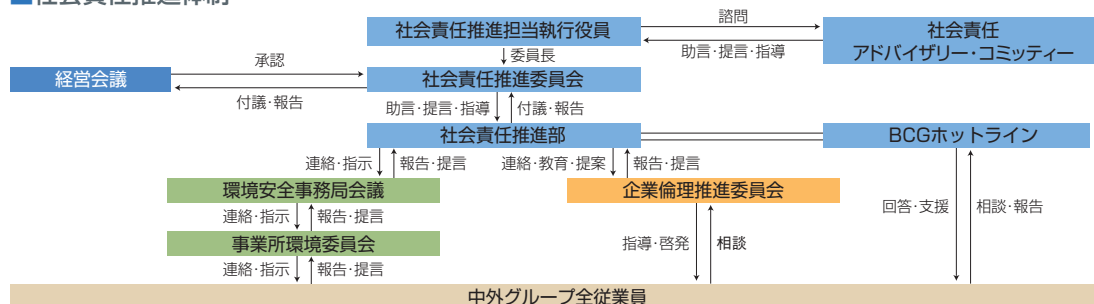 ■社会責任推進体制
社会責任推進担当執行役員
諮問
助言・提言・指導
社会責任
アドバイザリー・コミッティー
委員長
経営会議
承認
付議・報告
社会責任推進委員会
助言・提言・指導
付議・報告
社会責任推進部
BCGホットライン
連絡・指示
報告・提言
連絡・教育・提案
報告・提言
環境安全事務局会議
企業倫理推進委員会
連絡・指示
報告・提言
回答・支援
相談・報告
事業所環境委員会
指導・啓発
相談
連絡・指示
報告・提言
中外グループ全従業員